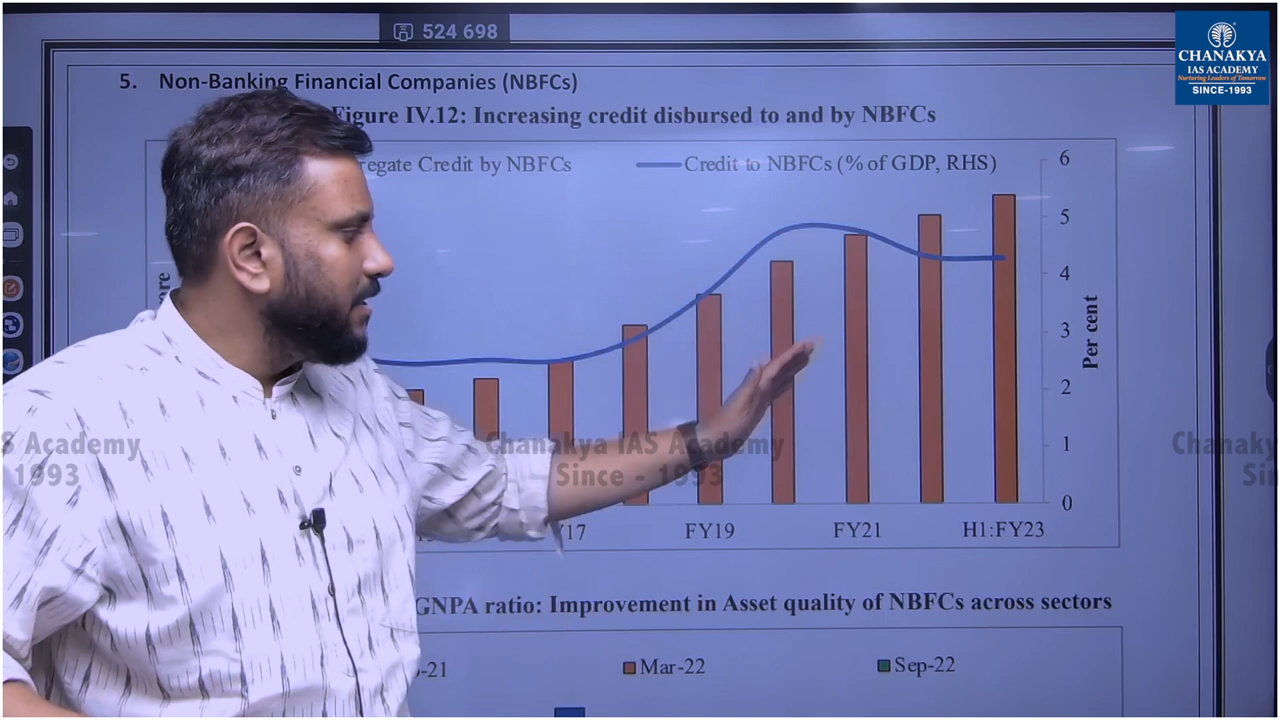 524 698
CHANAKYA
IAS ACADEMY
Nurturing Leaders of Tomorrow
SINCE-1993
5. Non-Banking Financial Companies (NBFCs)
Figure IV.12: Increasing credit disbursed to and by NBFCs
Credit by NBFCs
Credit to NBFCs (% of GDP, RHS)
6
5
4
3
2
1
0
Per cent
FY19
FY21
H1:FY23
Academy
1993
Chanakya IAS Academy
Since - 1993
GNPA ratio: Improvement in Asset quality of NBFCs across sectors
-21
Mar-22
Sep-22